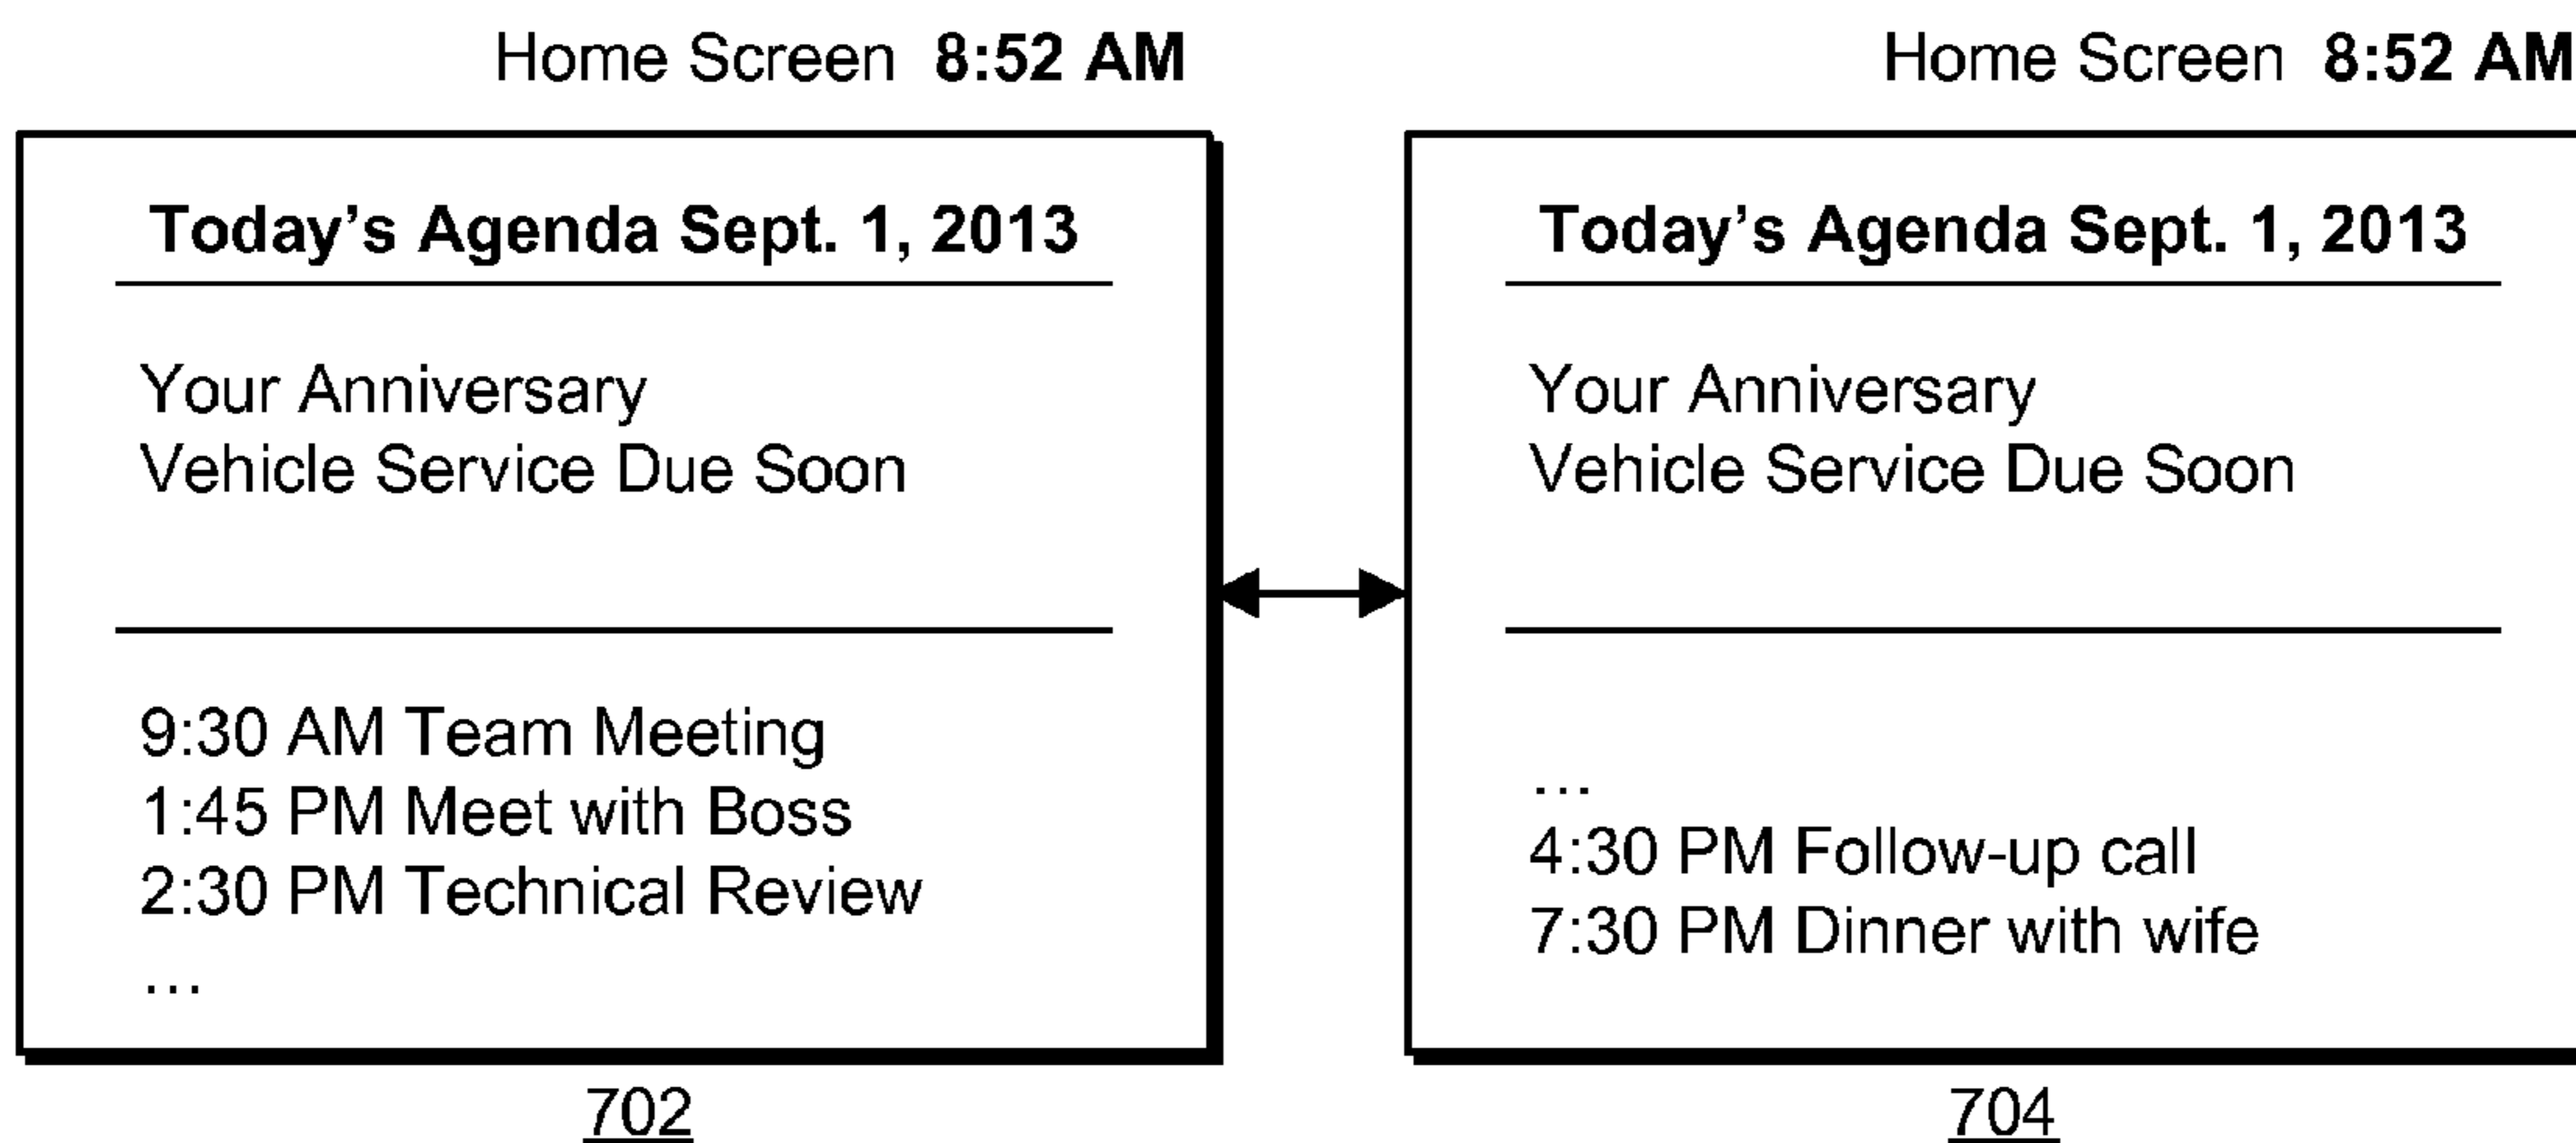 Home Screen 8:52 AM
Today's Agenda Sept. 1, 2013
Your Anniversary
Vehicle Service Due Soon
9:30 AM Team Meeting
1:45 PM Meet with Boss
2:30 PM Technical Review
...
702
Home Screen 8:52 AM
Today's Agenda Sept. 1, 2013
Your Anniversary
Vehicle Service Due Soon
...
4:30 PM Follow-up call
7:30 PM Dinner with wife
704